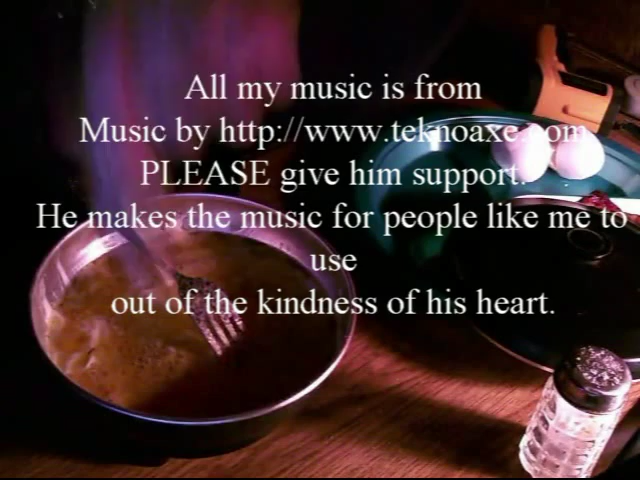 All my music is from
Music by http://www.teknoaxe.com
PLEASE give him support.
He makes the music for people like me to
use
out of the kindness of his heart.